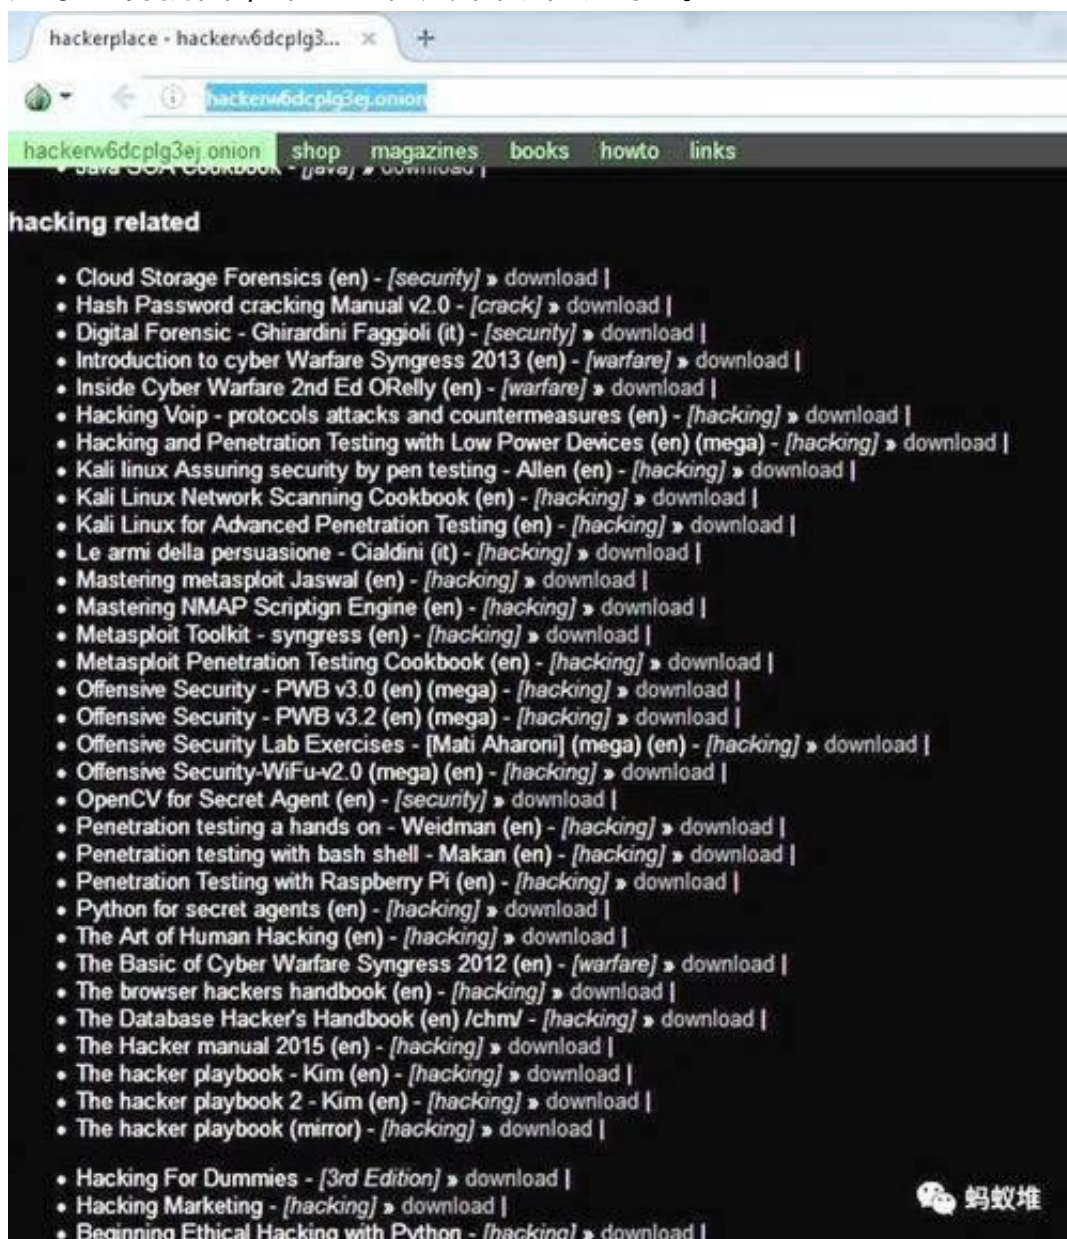 hackerplace - hackerw6dcplg3... × +
hackerw6dcplg3ej.onion
hackerw6dcplg3ej.onion shop magazines books howto links
Java SOA Cookbook - [java] » download |
hacking related
• Cloud Storage Forensics (en) - [security] » download |
• Hash Password cracking Manual v2.0 - [crack] » download |
• Digital Forensic - Ghirardini Faggioli (it) - [security] » download |
• Introduction to cyber Warfare Syngress 2013 (en) - [warfare] » download |
• Inside Cyber Warfare 2nd Ed ORelly (en) - [warfare] » download |
• Hacking Voip - protocols attacks and countermeasures (en) - [hacking] » download |
• Hacking and Penetration Testing with Low Power Devices (en) (mega) - [hacking] » download |
• Kali linux Assuring security by pen testing - Allen (en) - [hacking] » download |
• Kali Linux Network Scanning Cookbook (en) - [hacking] » download |
• Kali Linux for Advanced Penetration Testing (en) - [hacking] » download |
• Le armi della persuasione - Cialdini (it) - [hacking] » download |
• Mastering metasploit Jaswal (en) - [hacking] » download |
• Mastering NMAP Scriptign Engine (en) - [hacking] » download |
• Metasploit Toolkit - syngress (en) - [hacking] » download |
• Metasploit Penetration Testing Cookbook (en) - [hacking] » download |
• Offensive Security - PWB v3.0 (en) (mega) - [hacking] » download |
• Offensive Security - PWB v3.2 (en) (mega) - [hacking] » download |
• Offensive Security Lab Exercises - [Mati Aharoni] (mega) (en) - [hacking] » download |
• Offensive Security-WiFu-v2.0 (mega) (en) - [hacking] » download |
• OpenCV for Secret Agent (en) - [security] » download |
• Penetration testing a hands on - Weidman (en) - [hacking] » download |
• Penetration testing with bash shell - Makan (en) - [hacking] » download |
• Penetration Testing with Raspberry Pi (en) - [hacking] » download |
• Python for secret agents (en) - [hacking] » download |
• The Art of Human Hacking (en) - [hacking] » download |
• The Basic of Cyber Warfare Syngress 2012 (en) - [warfare] » download |
• The browser hackers handbook (en) - [hacking] » download |
• The Database Hacker's Handbook (en) /chm/ - [hacking] » download |
• The Hacker manual 2015 (en) - [hacking] » download |
• The hacker playbook - Kim (en) - [hacking] » download |
• The hacker playbook 2 - Kim (en) - [hacking] » download |
• The hacker playbook (mirror) - [hacking] » download |
• Hacking For Dummies - [3rd Edition] » download |
• Hacking Marketing - [hacking] » download |
• Beginning Ethical Hacking with Python - [hacking] » download |
蚂蚁堆